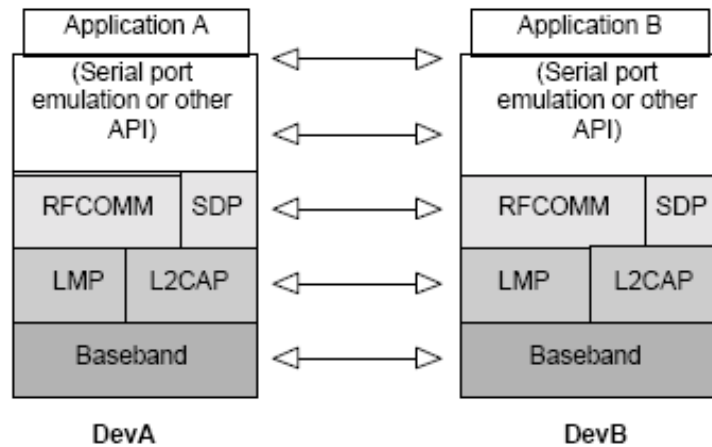 Application A
Application B
(Serial port
emulation or other
API)
(Serial port
emulation or other
API)
RFCOMM
SDP
RFCOMM
SDP
LMP
L2CAP
LMP
L2CAP
Baseband
Baseband
DevA
DevB